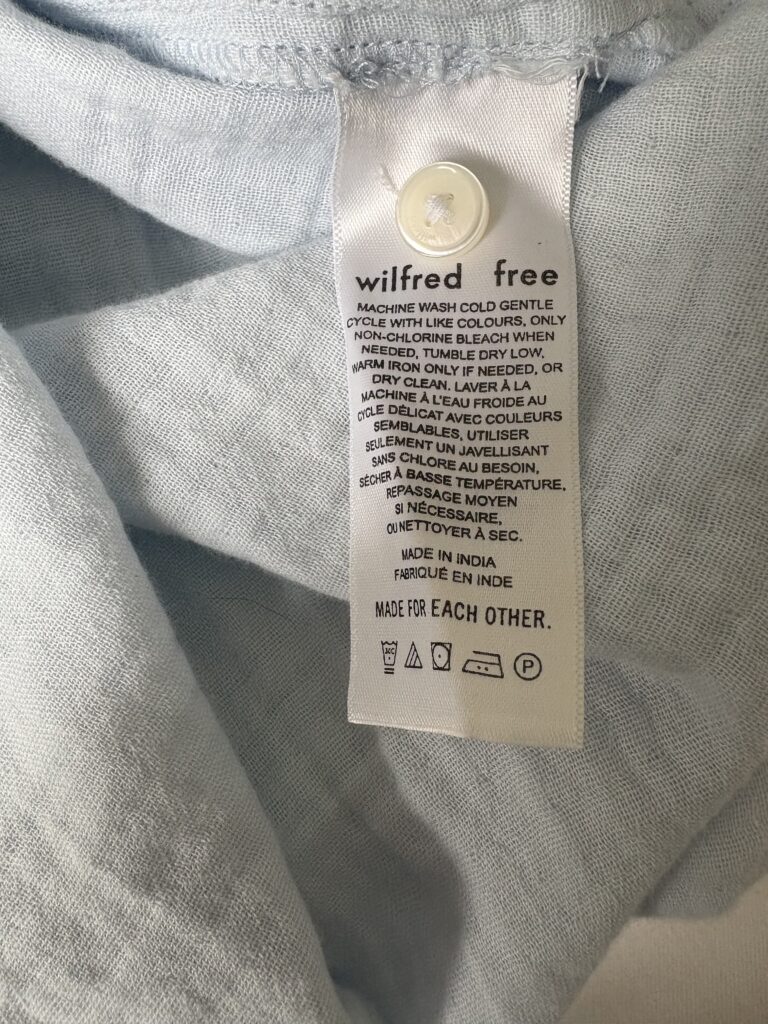 wilfred free
MACHINE WASH COLD GENTLE
CYCLE WITH LIKE COLOURS, ONLY
NON-CHLORINE BLEACH WHEN
NEEDED, TUMBLE DRY LOW,
WARM IRON ONLY IF NEEDED, OR
DRY CLEAN. LAVER À LA
MACHINE À L'EAU FROIDE AU
CYCLE DÉLICAT AVEC COULEURS
SEMBLABLES, UTILISER
SEULEMENT UN JAVELLISANT
SANS CHLORE AU BESOIN,
SÉCHER À BASSE TEMPÉRATURE,
REPASSAGE MOYEN
SI NÉCESSAIRE,
OU NETTOYER À SEC.
MADE IN INDIA
FABRIQUÉ EN INDE
MADE FOR EACH OTHER.
30C P